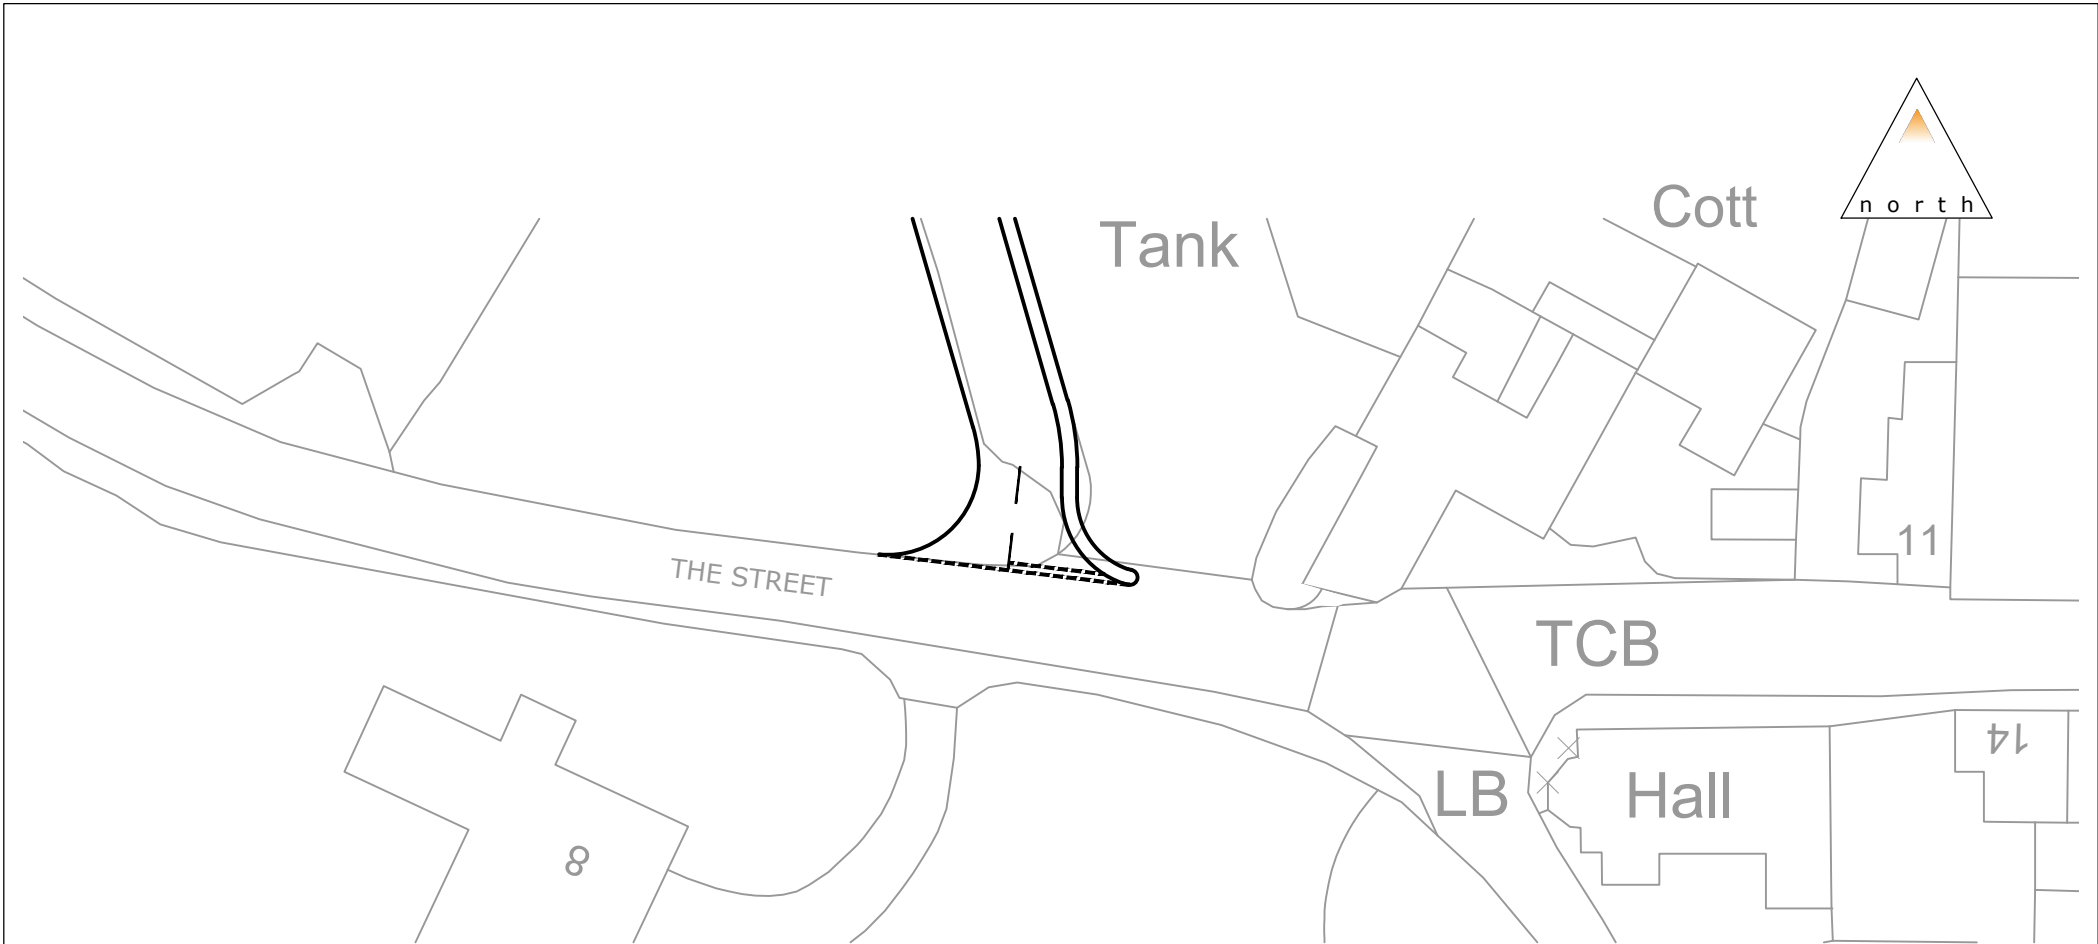 Cott
north
Tank
11
THE STREET
TCB
14
LB
Hall
8